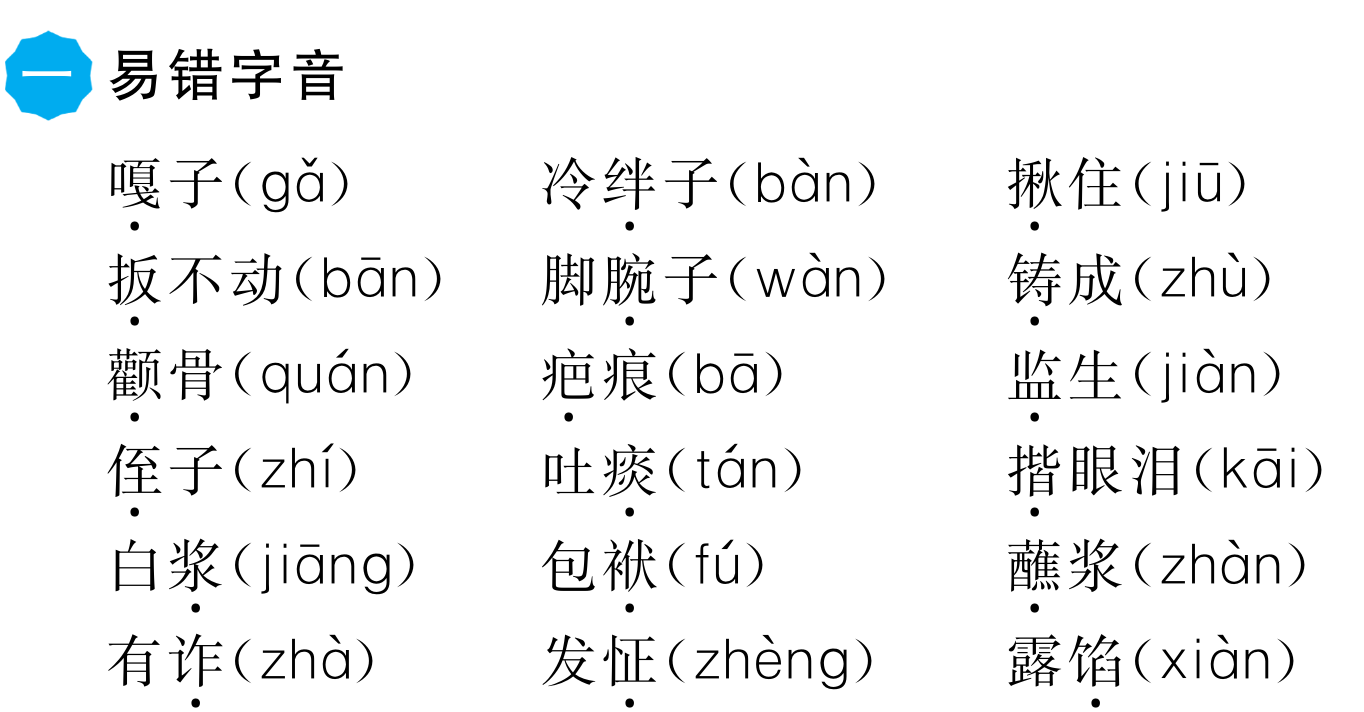 一 易错字音
嘎子(gǎ) 冷绊子(bàn) 揪住(jiū)
扳不动(bān) 脚腕子(wàn) 铸成(zhù)
颧骨(quán) 疤痕(bā) 监生(jiàn)
侄子(zhí) 吐痰(tán) 揩眼泪(kāi)
白浆(jiāng) 包袱(fú) 蘸浆(zhàn)
有诈(zhà) 发怔(zhèng) 露馅(xiàn)